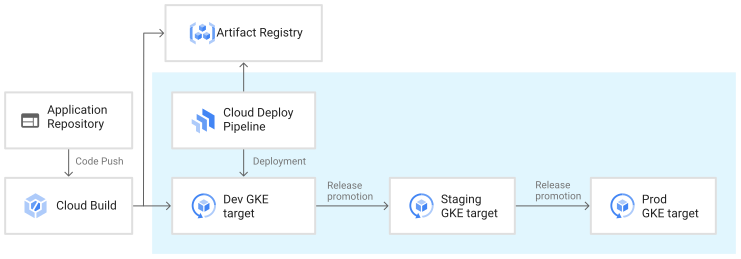 Artifact Registry
Application
Repository
Cloud Deploy
Pipeline
Code Push
Deployment
Cloud Build
Dev GKE
target
Release
promotion
Staging
GKE target
Release
promotion
Prod
GKE target